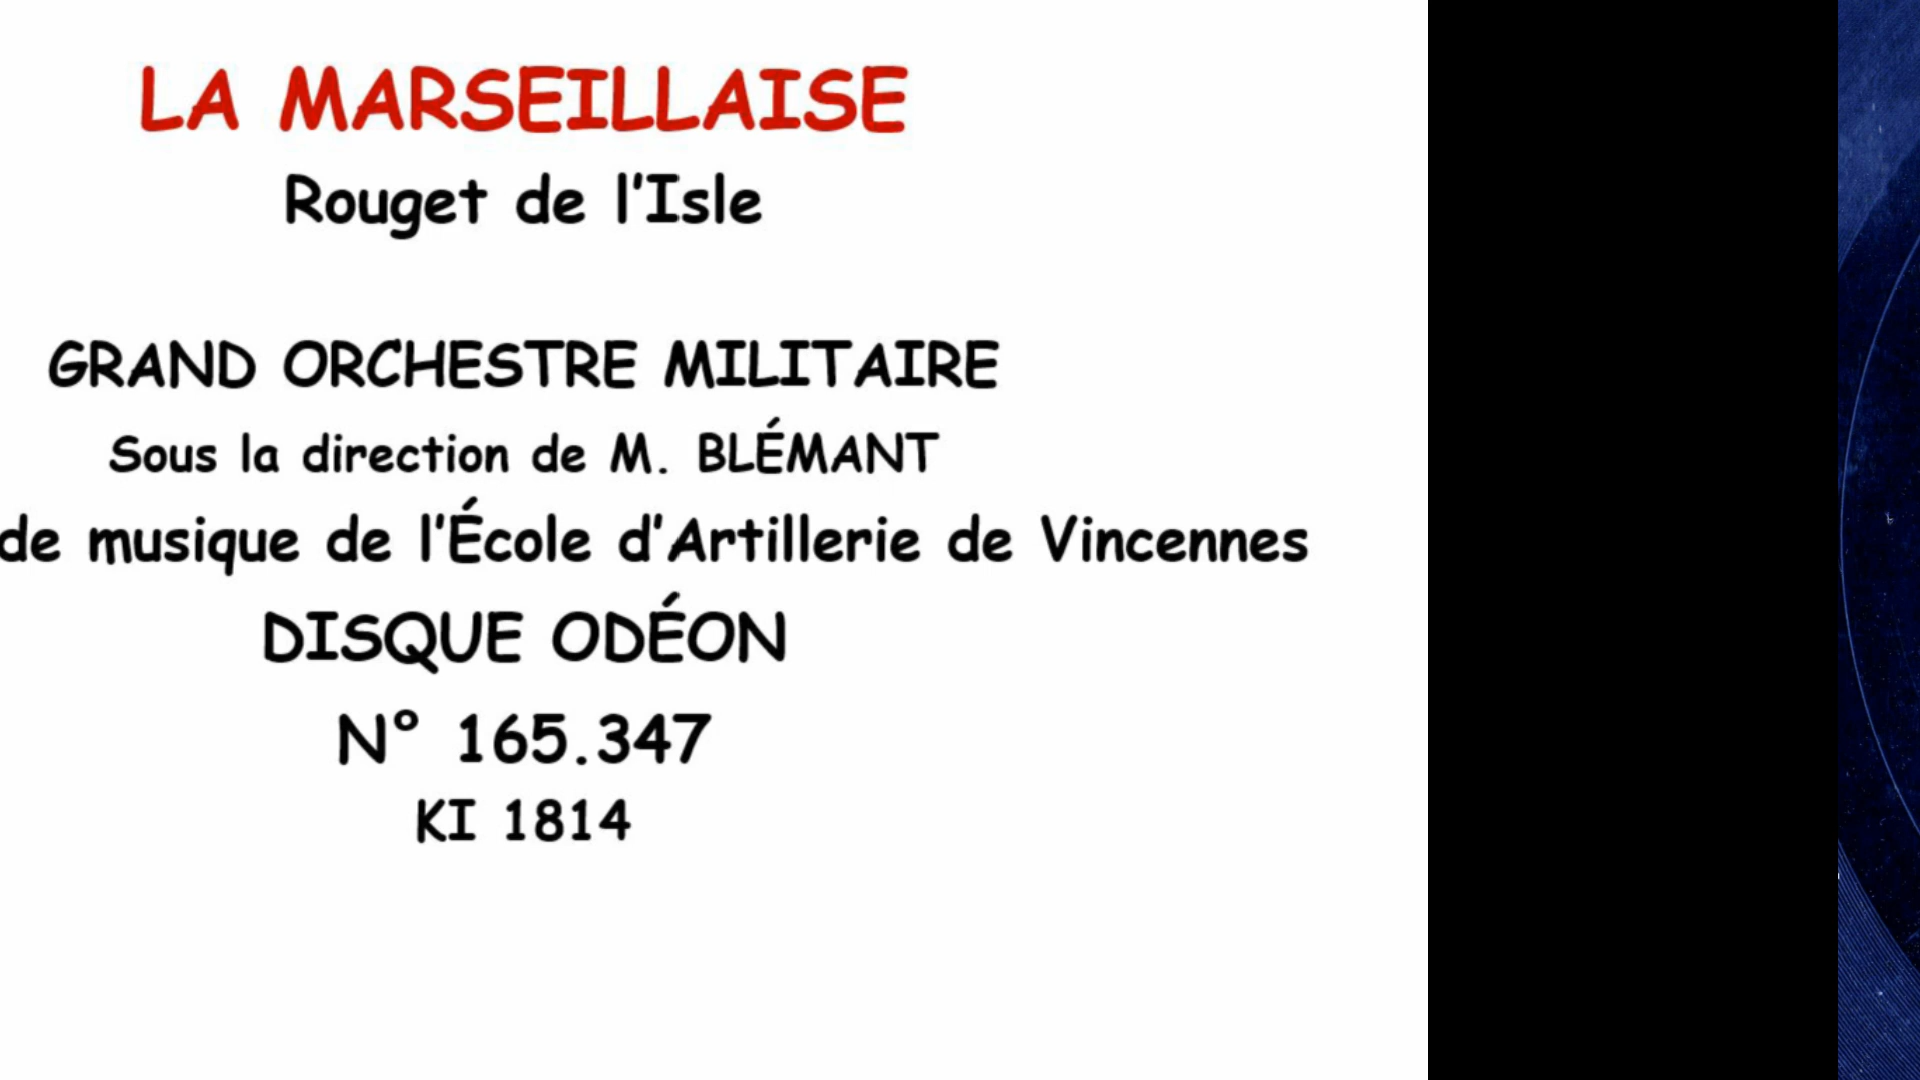 LA MARSEILLAISE
Rouget de l'Isle
GRAND ORCHESTRE MILITAIRE
Sous la direction de M. BLÉMANT
de musique de l'École d'Artillerie de Vincennes
DISQUE ODÉON
N° 165.347
KI 1814